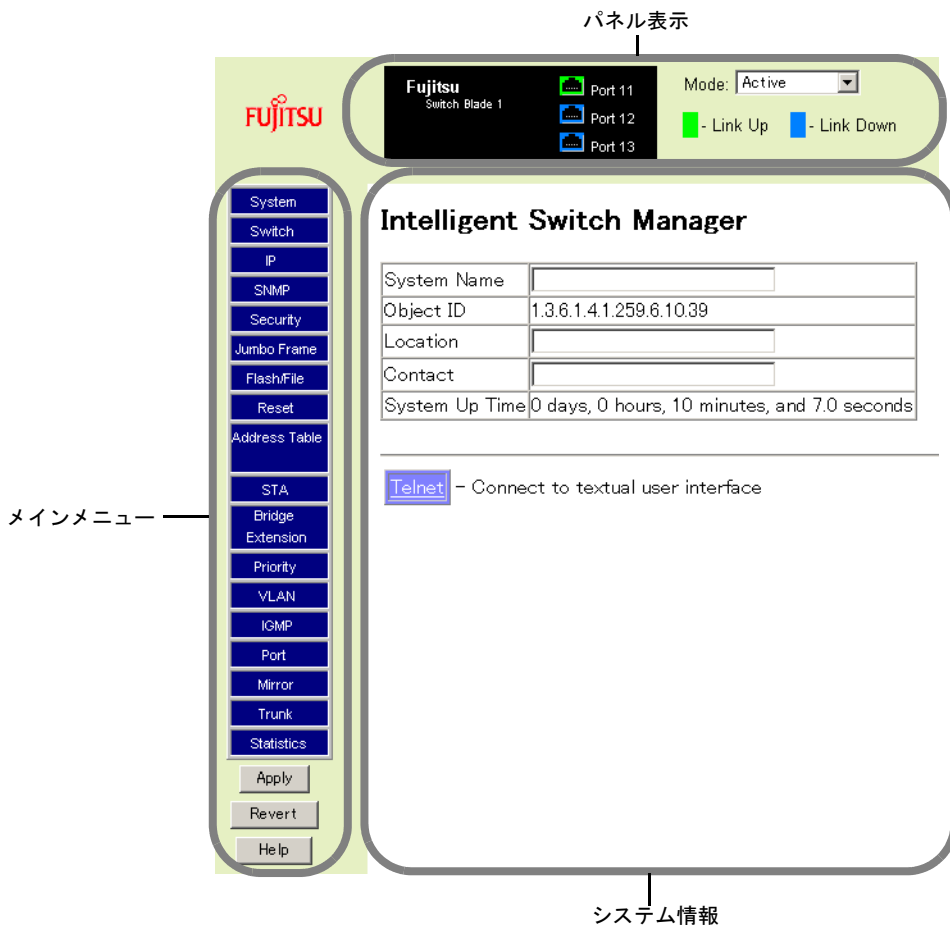 パネル表示
FUJITSU
Fujitsu
Switch Blade 1
Port 11
Port 12
Port 13
Mode: Active
- Link Up - Link Down
System
Switch
IP
SNMP
Security
Jumbo Frame
Flash/File
Reset
Address Table
STA
Bridge
Extension
Priority
VLAN
IGMP
Port
Mirror
Trunk
Statistics
Apply
Revert
Help
メインメニュー
Intelligent Switch Manager
System Name
Object ID 1.3.6.1.4.1.259.6.10.39
Location
Contact
System Up Time 0 days, 0 hours, 10 minutes, and 7.0 seconds
Telnet - Connect to textual user interface
システム情報